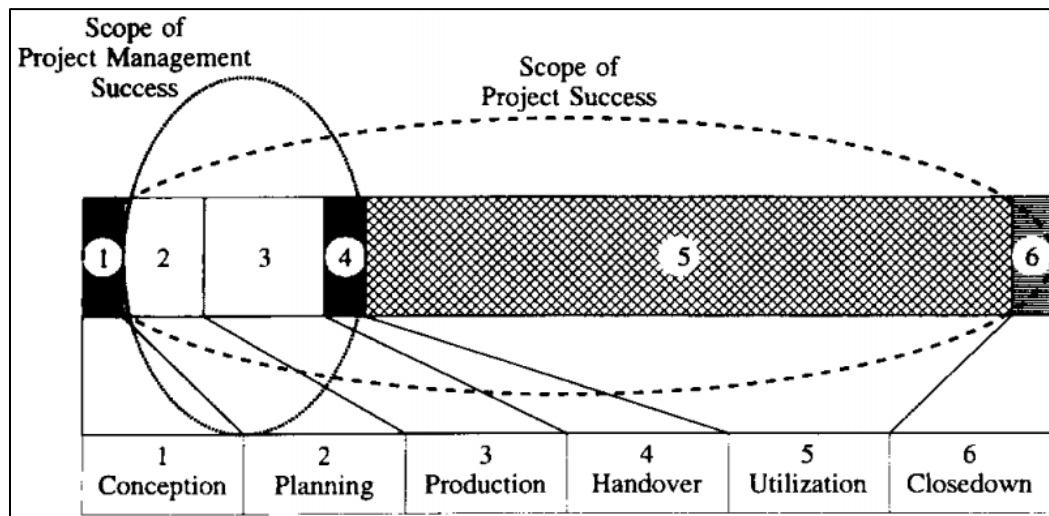 Scope of
Project Management
Success
Scope of
Project Success
1
2
3
4
5
6
1
Conception
2
Planning
3
Production
4
Handover
5
Utilization
6
Closedown